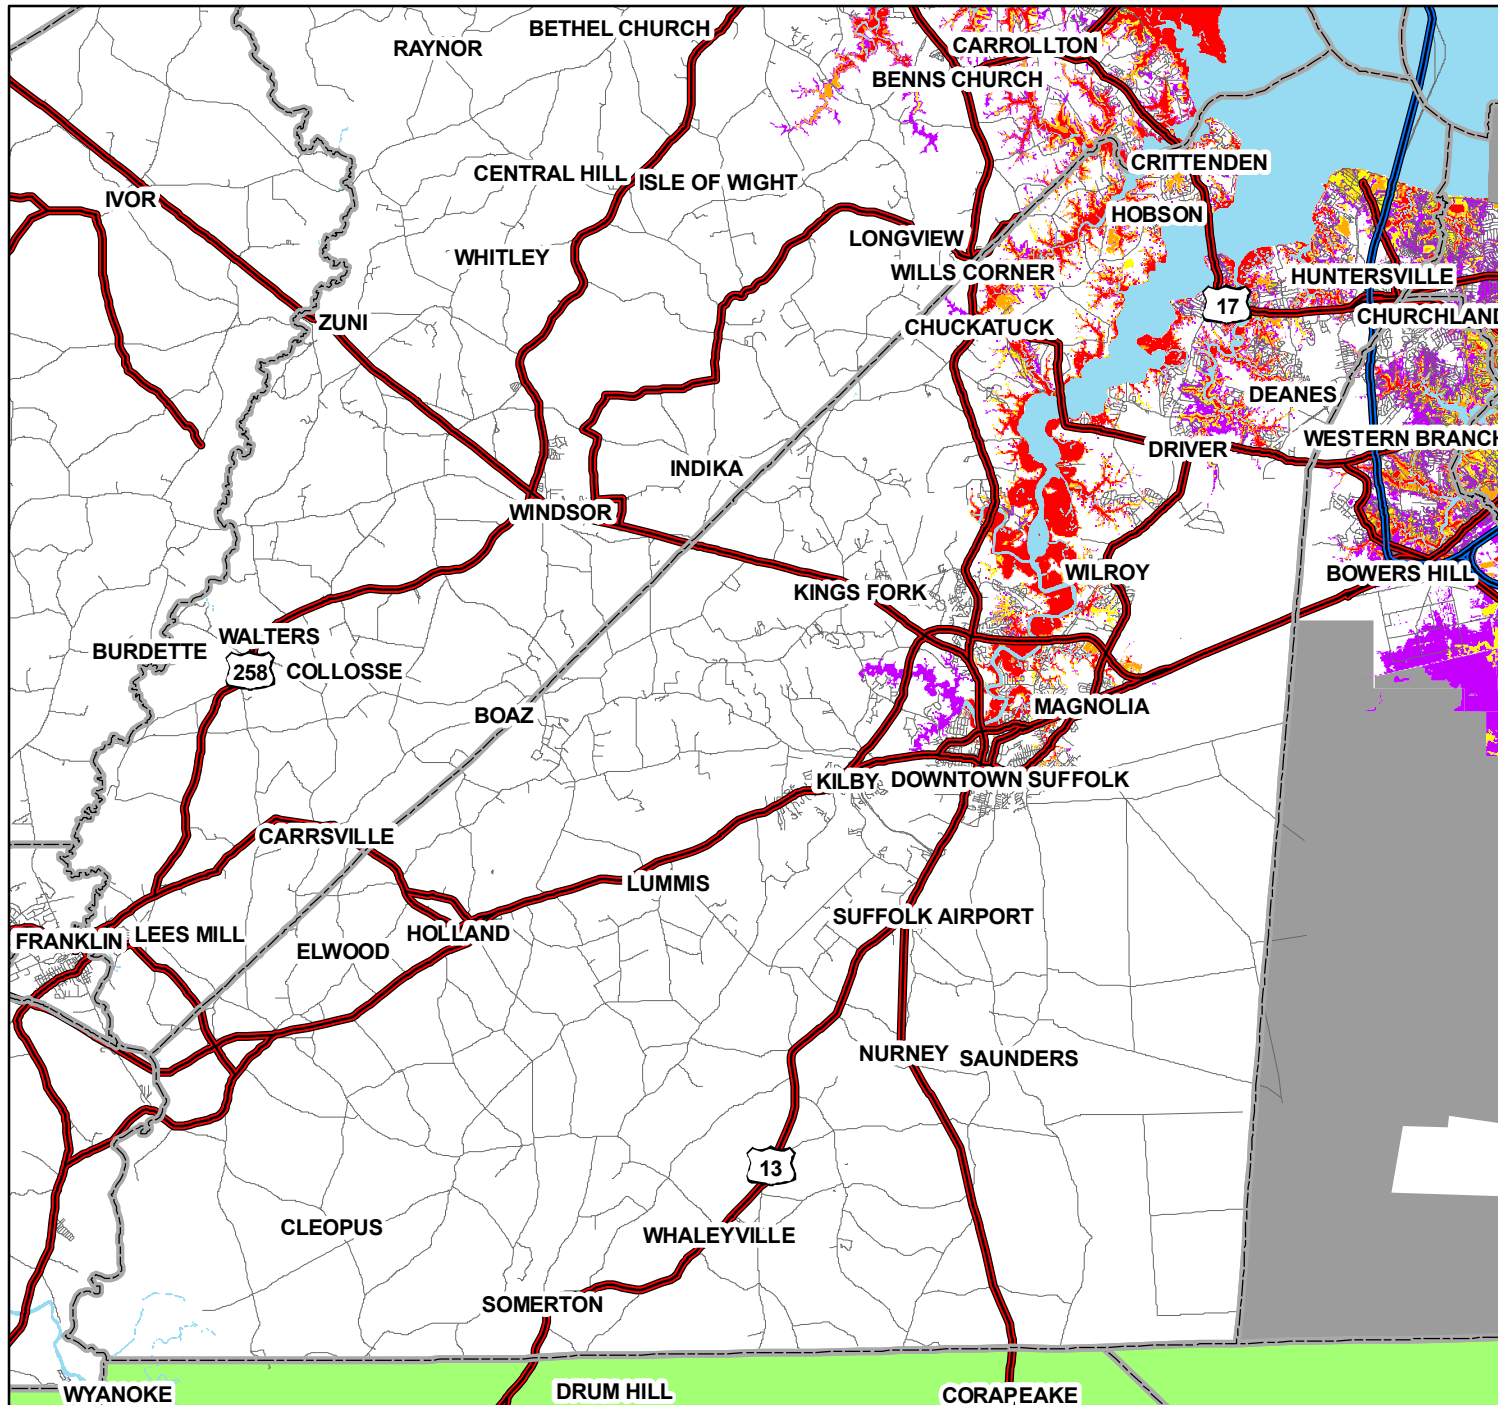 BETHEL CHURCH
RAYNOR
CARROLLTON
BENNS CHURCH
CRITTENDEN
CENTRAL HILL
ISLE OF WIGHT
IVOR
HOBSON
LONGVIEW
WHITLEY
WILLS CORNER
HUNTERSVILLE
17
ZUNI
CHUCKATUCK
CHURCHLAND
DEANES
WESTERN BRANCH
DRIVER
INDIKA
WINDSOR
WILROY
BOWERS HILL
KINGS FORK
WALTERS
BURDETTE
258
COLLOSSE
MAGNOLIA
BOAZ
KILBY
DOWNTOWN SUFFOLK
CARRSVILLE
LUMMIS
SUFFOLK AIRPORT
FRANKLIN
LEES MILL
HOLLAND
ELWOOD
NURNEY
SAUNDERS
13
CLEOPUS
WHALEYVILLE
SOMERTON
WYANOKE
DRUM HILL
CORAPEAKE